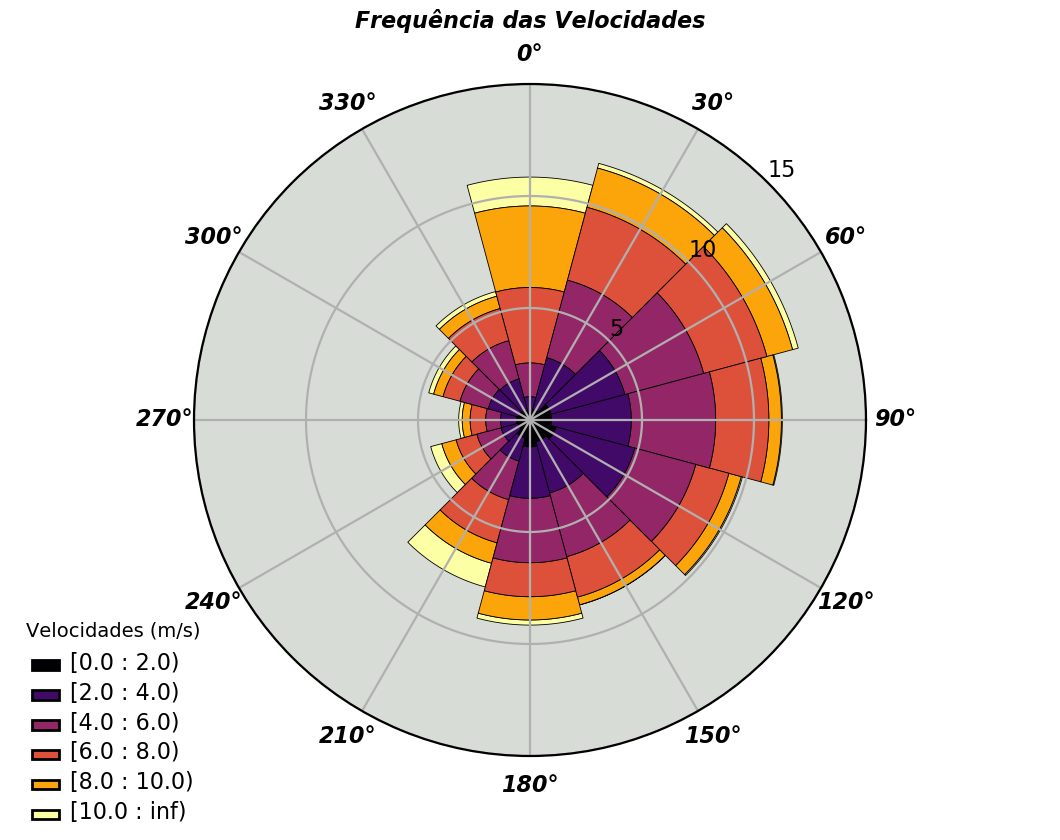 Frequência das Velocidades
0°
330°
30°
15
300°
60°
10
5
270°
90°
240°
120°
210°
150°
180°
Velocidades (m/s)
[0.0 : 2.0)
[2.0 : 4.0)
[4.0 : 6.0)
[6.0 : 8.0)
[8.0 : 10.0)
[10.0 : inf)